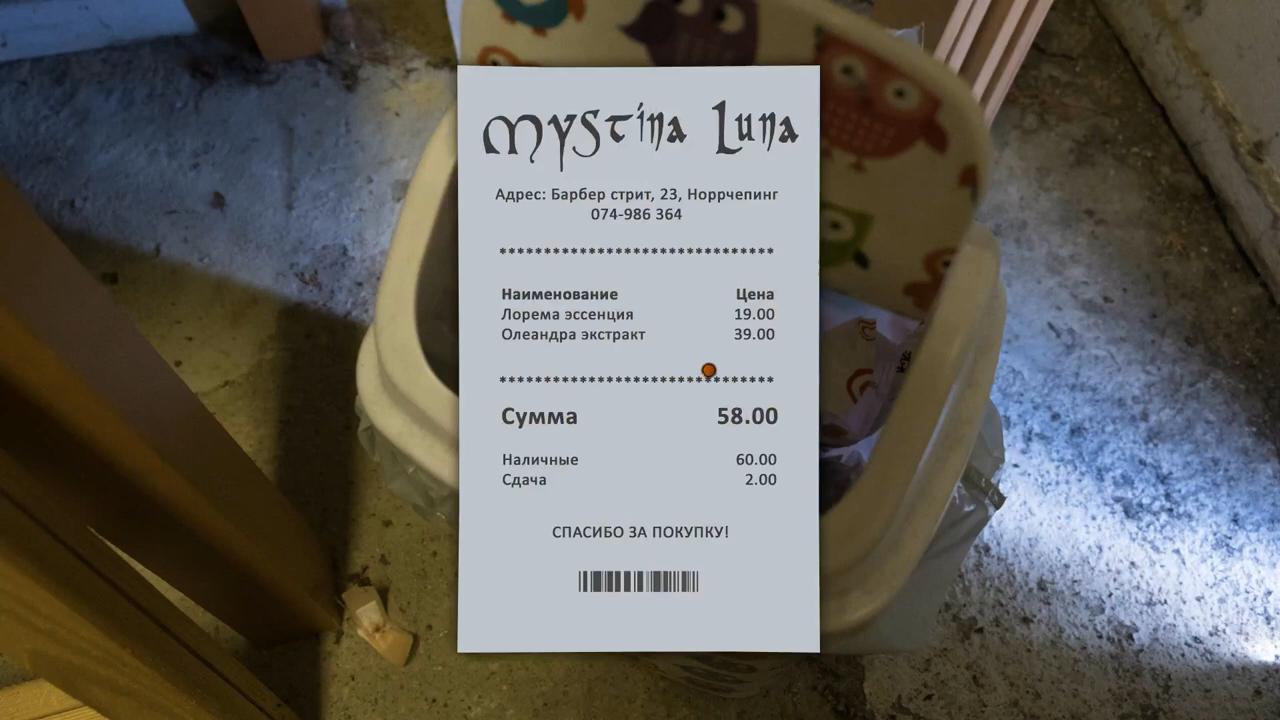 Mystina Luna
Адрес: Барбер стрит, 23, Норрчепинг
074-986 364
*******************************
Наименование Цена
Лорема эссенция 19.00
Олеандра экстракт 39.00
*******************************
Сумма 58.00
Наличные 60.00
Сдача 2.00
СПАСИБО ЗА ПОКУПКУ!